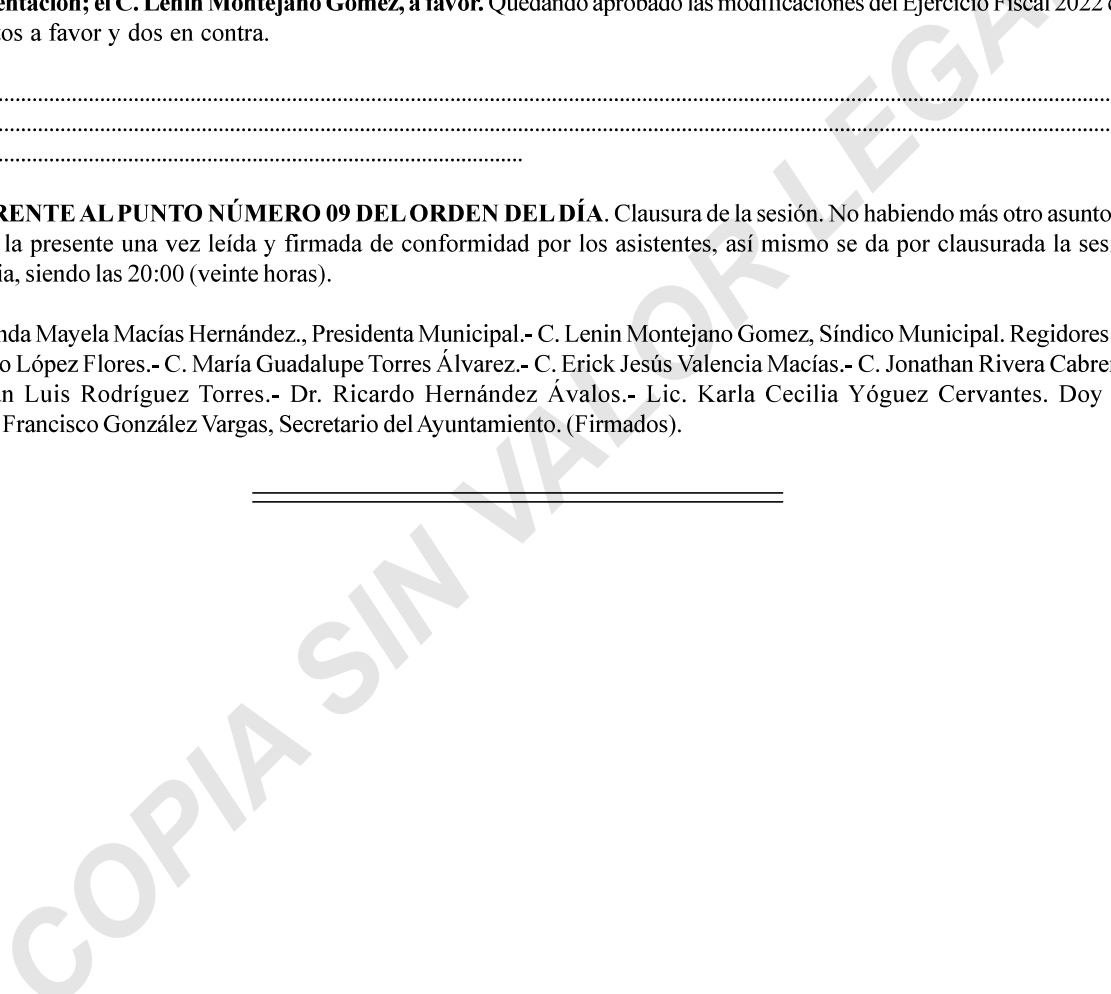 entación; el C. Lenin Montejano Gomez, a favor. Quedando aprobado las modificaciones del Ejercicio Fiscal 2022 c
tos a favor y dos en contra.
RENTE AL PUNTO NÚMERO 09 DEL ORDEN DEL DÍA. Clausura de la sesión. No habiendo más otro asunto
la presente una vez leída y firmada de conformidad por los asistentes, así mismo se da por clausurada la sesi
ia, siendo las 20:00 (veinte horas).
nda Mayela Macías Hernández., Presidenta Municipal.- C. Lenin Montejano Gomez, Síndico Municipal. Regidores
o López Flores.- C. María Guadalupe Torres Álvarez.- C. Erick Jesús Valencia Macías.- C. Jonathan Rivera Cabrer
n Luis Rodríguez Torres.- Dr. Ricardo Hernández Ávalos.- Lic. Karla Cecilia Yóguez Cervantes. Doy
Francisco González Vargas, Secretario del Ayuntamiento. (Firmados).
COPIA SIN VALOR LEGA